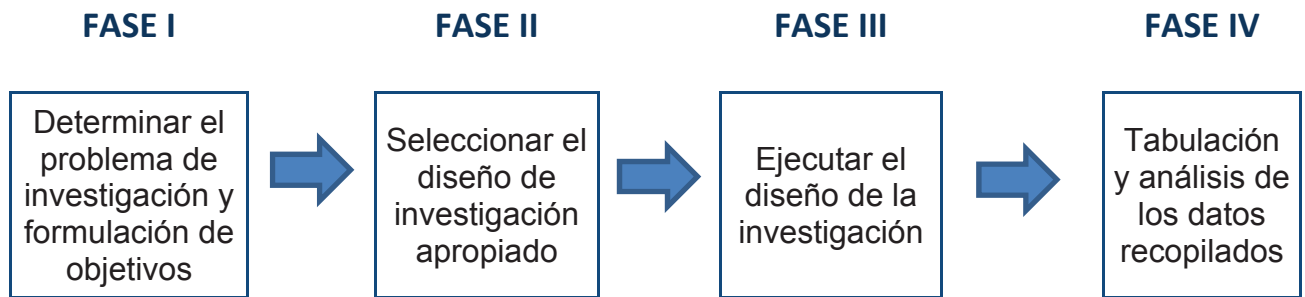 FASE I
FASE II
FASE III
FASE IV
Determinar el
problema de
investigación y
formulación de
objetivos
Seleccionar el
diseño de
investigación
apropiado
Ejecutar el
diseño de la
investigación
Tabulación
y análisis de
los datos
recopilados